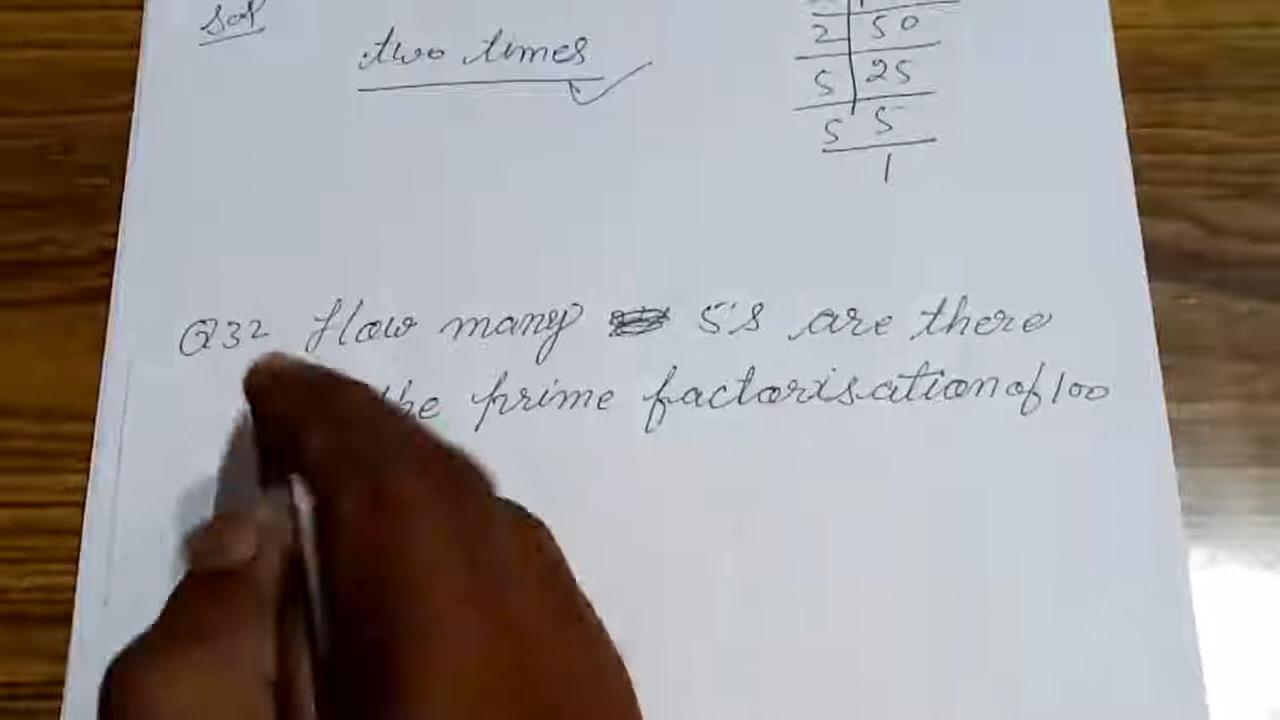 Sol
two times
2 50
5 25
5 5
1
Q32 How many 5's are there
the prime factorisation of 100